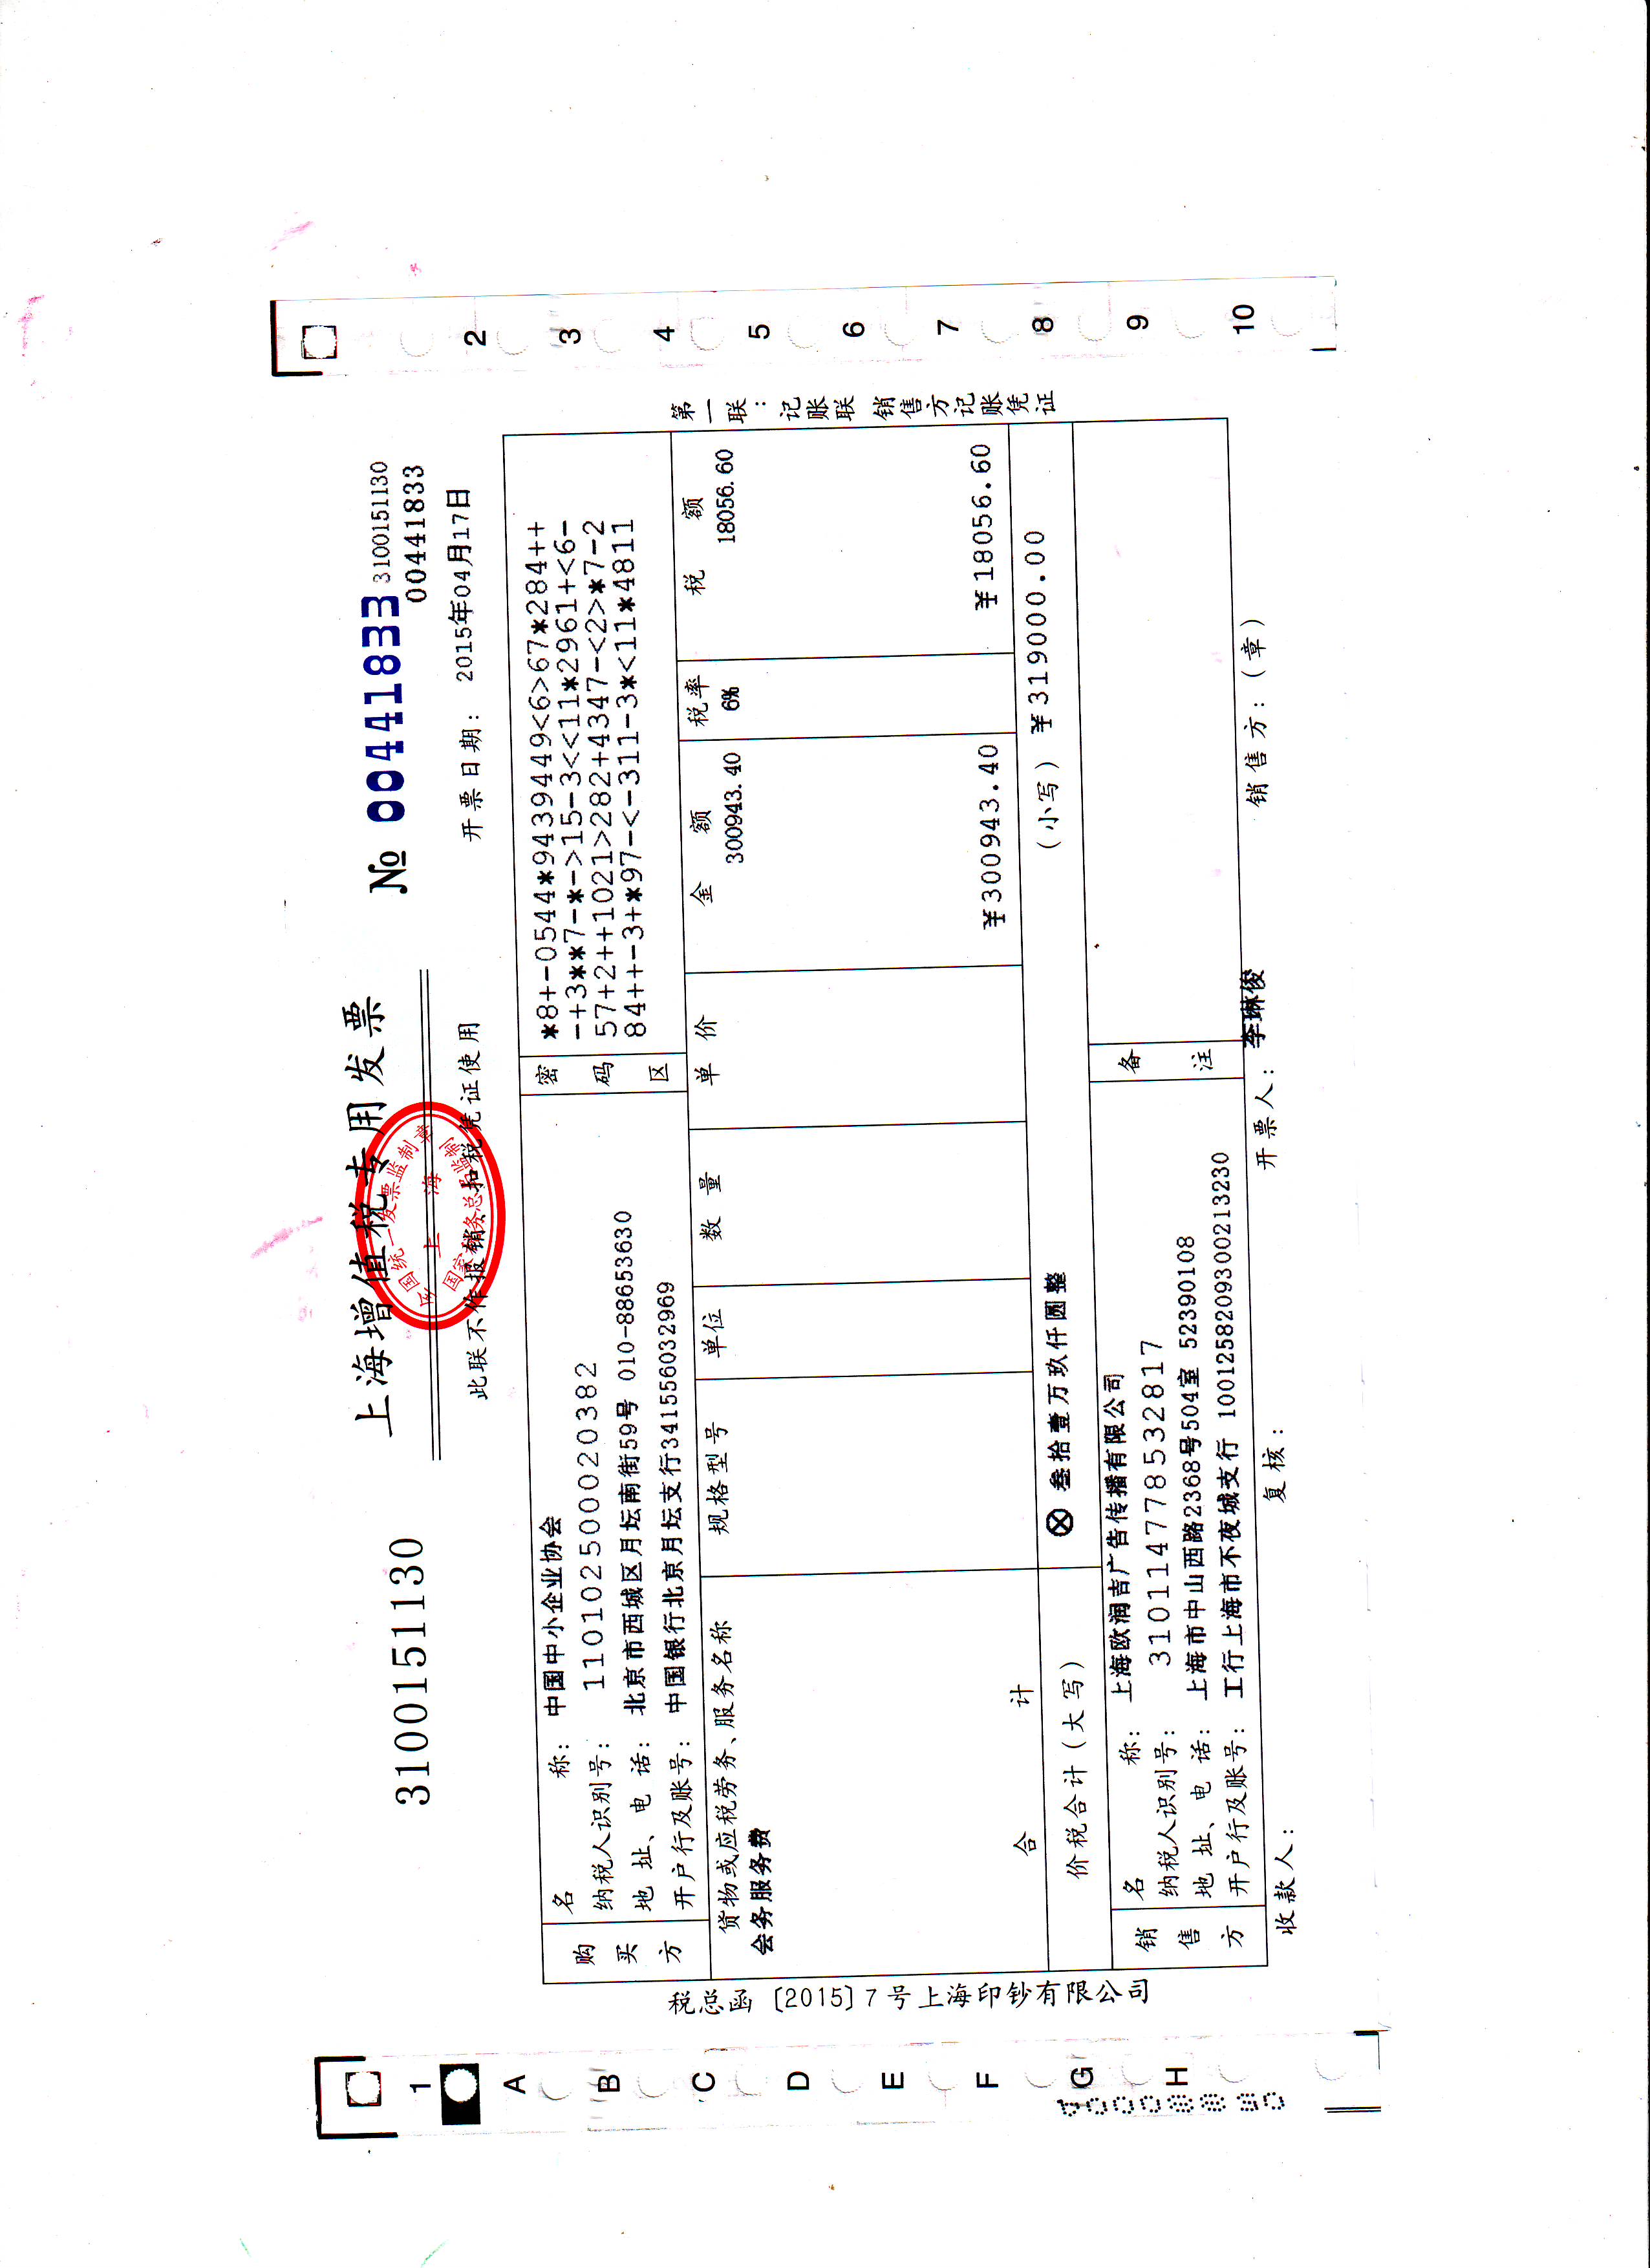 3100151130
上海增值税专用发票
№ 00441833
3100151130
00441833
全国统一发票监制章
上海
国家税务总局监制
此联不作报销、扣税凭证使用
开票日期: 2015年04月17日
购买方
名称: 中国中小企业协会
纳税人识别号: 110102500020382
地址、电话: 北京市西城区月坛南街59号 010-88653630
开户行及账号: 中国银行北京月坛支行341556032969
密码区
*8+-0544*9439449<6>67*284++
-+3**7-*->15-3<<11*2961+<6-
57+2++1021>282+4347-<2>*7-2
84++-3+*97-<-311-3*<11*4811
货物或应税劳务、服务名称 规格型号 单位 数量 单价 金额 税率 税额
会务服务费 300943.40 6% 18056.60
合计 ¥300943.40 ¥18056.60
价税合计(大写) ⊗ 叁拾壹万玖仟圆整 (小写) ¥319000.00
销售方
名称: 上海欧润吉广告传播有限公司
纳税人识别号: 310114778532817
地址、电话: 上海市中山西路2368号504室 52390108
开户行及账号: 工行上海市不夜城支行 1001258209300213230
备注
收款人: 复核: 开票人: 李琳俊 销售方:(章)
税总函〔2015〕7号上海印钞有限公司
第一联:记账联 销售方记账凭证
1
A
B
C
D
E
F
G
H
2
3
4
5
6
7
8
9
10